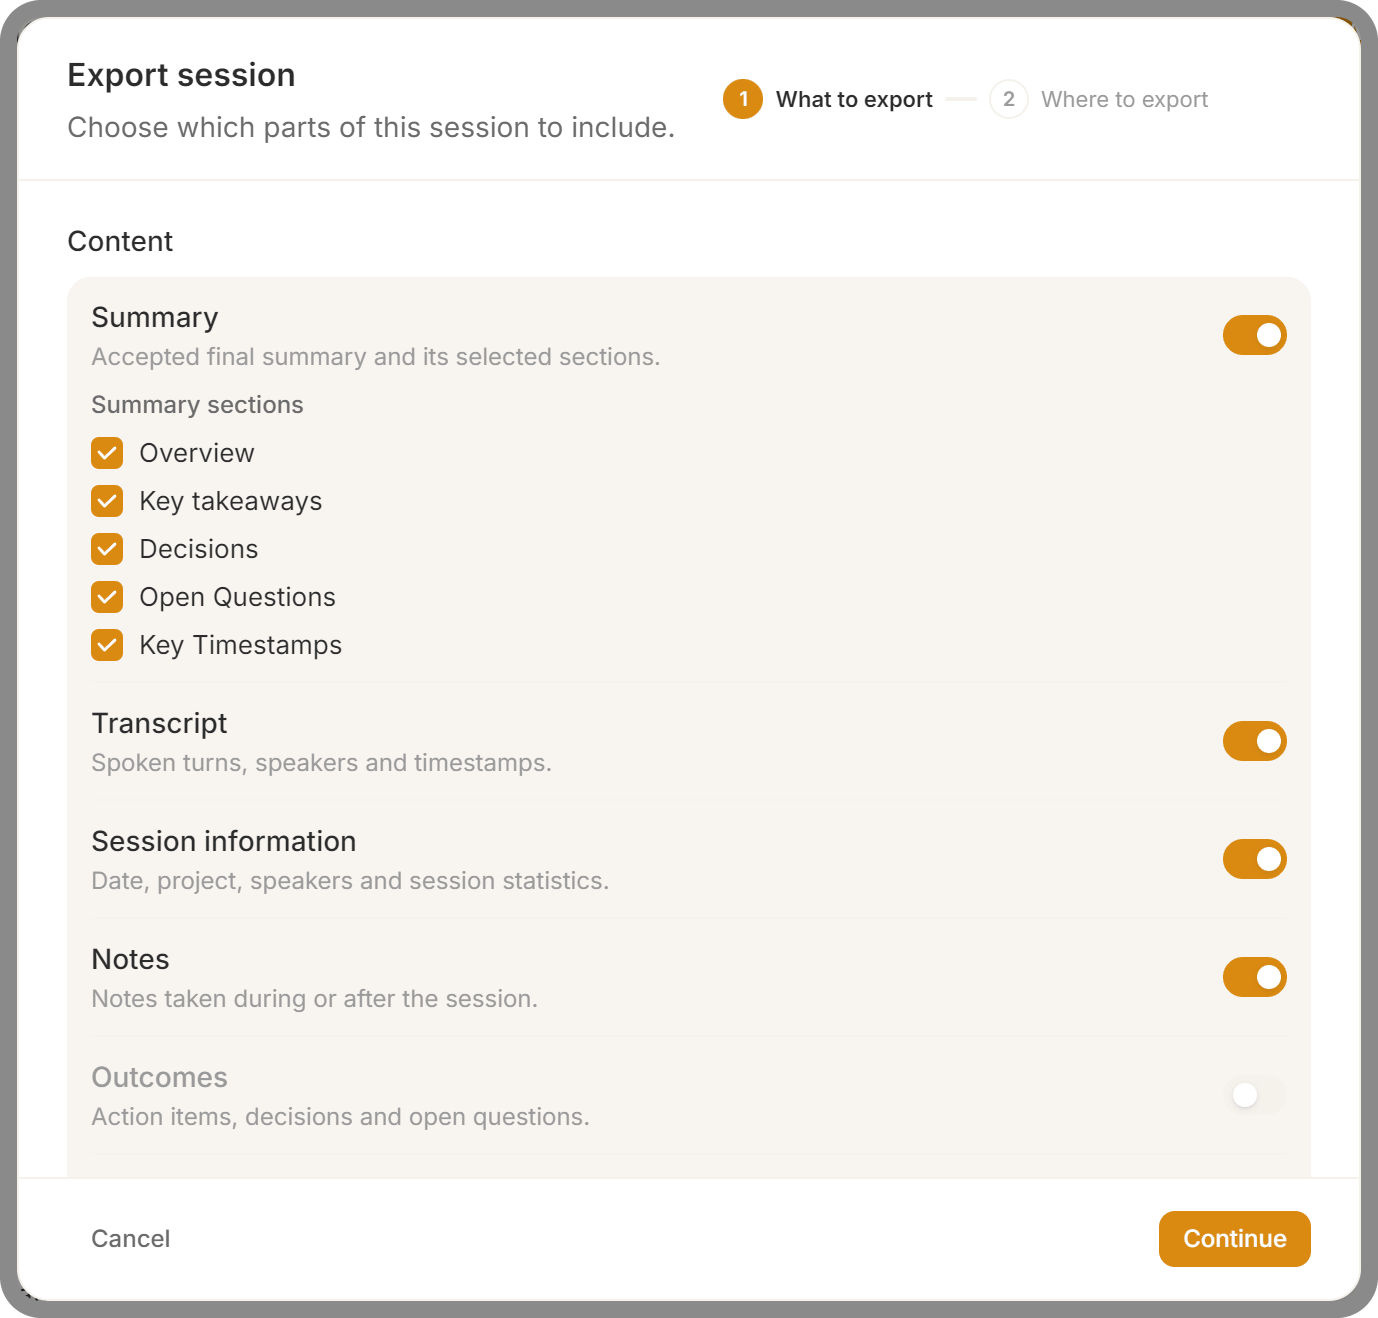 Export session
Choose which parts of this session to include.
1 What to export
2 Where to export
Content
Summary
Accepted final summary and its selected sections.
Summary sections
Overview
Key takeaways
Decisions
Open Questions
Key Timestamps
Transcript
Spoken turns, speakers and timestamps.
Session information
Date, project, speakers and session statistics.
Notes
Notes taken during or after the session.
Outcomes
Action items, decisions and open questions.
Cancel
Continue